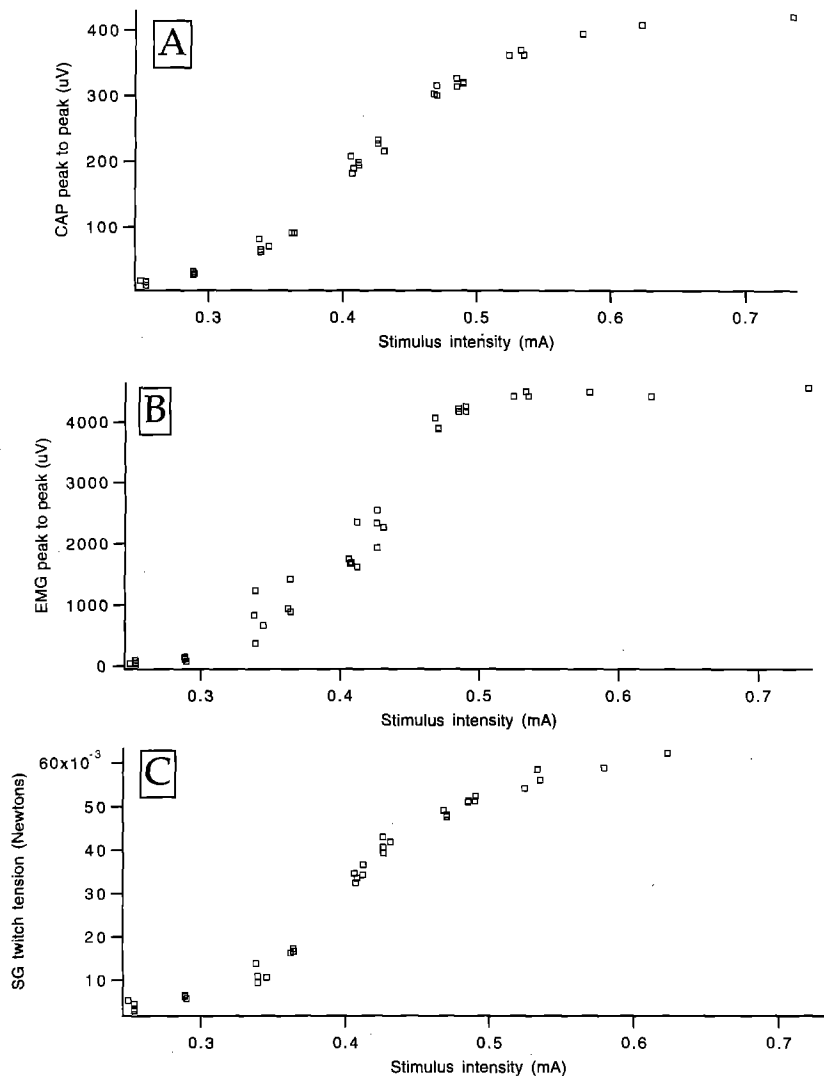 A
CAP peak to peak (uV)
400
300
200
100
0.3 0.4 0.5 0.6 0.7
Stimulus intensity (mA)
B
EMG peak to peak (uV)
4000
3000
2000
1000
0
0.3 0.4 0.5 0.6 0.7
Stimulus intensity (mA)
C
SG twitch tension (Newtons)
60x10⁻³
50
40
30
20
10
0.3 0.4 0.5 0.6 0.7
Stimulus intensity (mA)